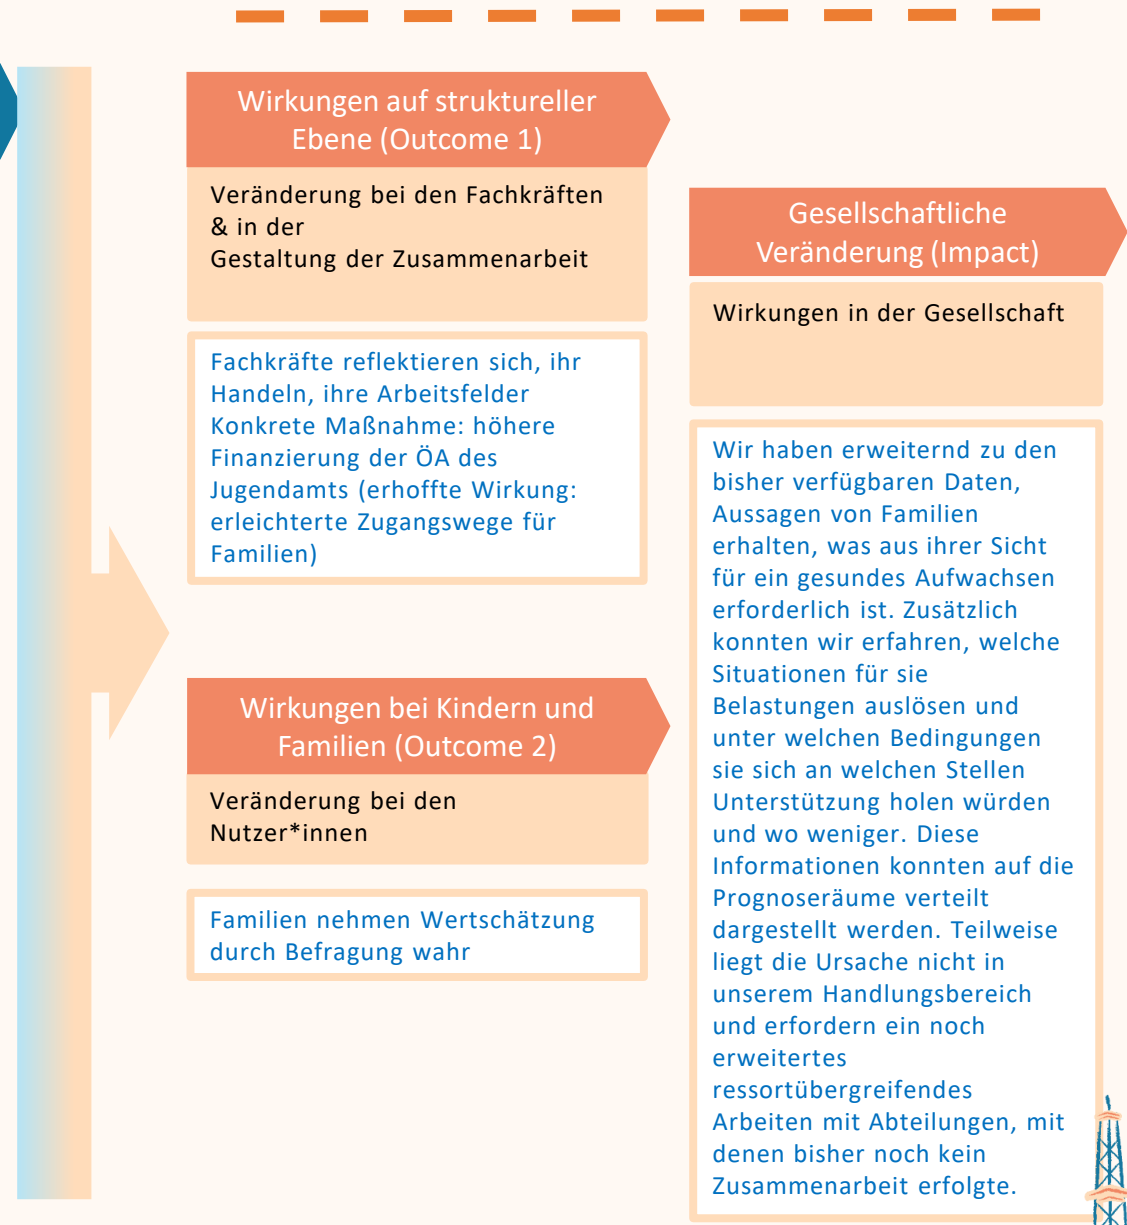 Wirkungen auf struktureller
Ebene (Outcome 1)
Veränderung bei den Fachkräften
& in der
Gestaltung der Zusammenarbeit
Fachkräfte reflektieren sich, ihr
Handeln, ihre Arbeitsfelder
Konkrete Maßnahme: höhere
Finanzierung der ÖA des
Jugendamts (erhoffte Wirkung:
erleichterte Zugangswege für
Familien)
Wirkungen bei Kindern und
Familien (Outcome 2)
Veränderung bei den
Nutzer*innen
Familien nehmen Wertschätzung
durch Befragung wahr
Gesellschaftliche
Veränderung (Impact)
Wirkungen in der Gesellschaft
Wir haben erweiternd zu den
bisher verfügbaren Daten,
Aussagen von Familien
erhalten, was aus ihrer Sicht
für ein gesundes Aufwachsen
erforderlich ist. Zusätzlich
konnten wir erfahren, welche
Situationen für sie
Belastungen auslösen und
unter welchen Bedingungen
sie sich an welchen Stellen
Unterstützung holen würden
und wo weniger. Diese
Informationen konnten auf die
Prognoseräume verteilt
dargestellt werden. Teilweise
liegt die Ursache nicht in
unserem Handlungsbereich
und erfordern ein noch
erweitertes
ressortübergreifendes
Arbeiten mit Abteilungen, mit
denen bisher noch kein
Zusammenarbeit erfolgte.